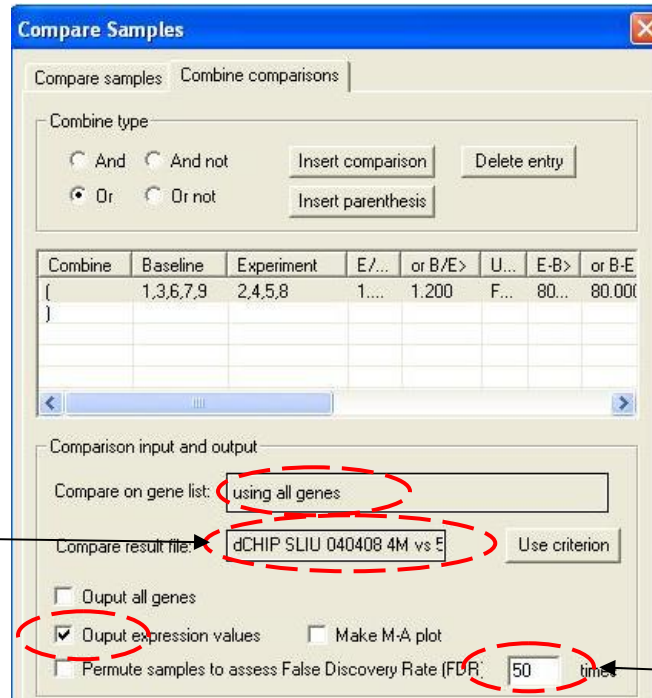 Compare Samples
Compare samples Combine comparisons
Combine type
And And not Insert comparison Delete entry
Or Or not Insert parenthesis
Combine Baseline Experiment E/... or B/E> U... E-B> or B-E
( 1,3,6,7,9 2,4,5,8 1.... 1.200 F... 80... 80.000
)
Comparison input and output
Compare on gene list: using all genes
Compare result file: dCHIP SLIU 040408 4M vs 5 Use criterion
Ouput all genes
Ouput expression values Make M-A plot
Permute samples to assess False Discovery Rate (FDR) 50 times